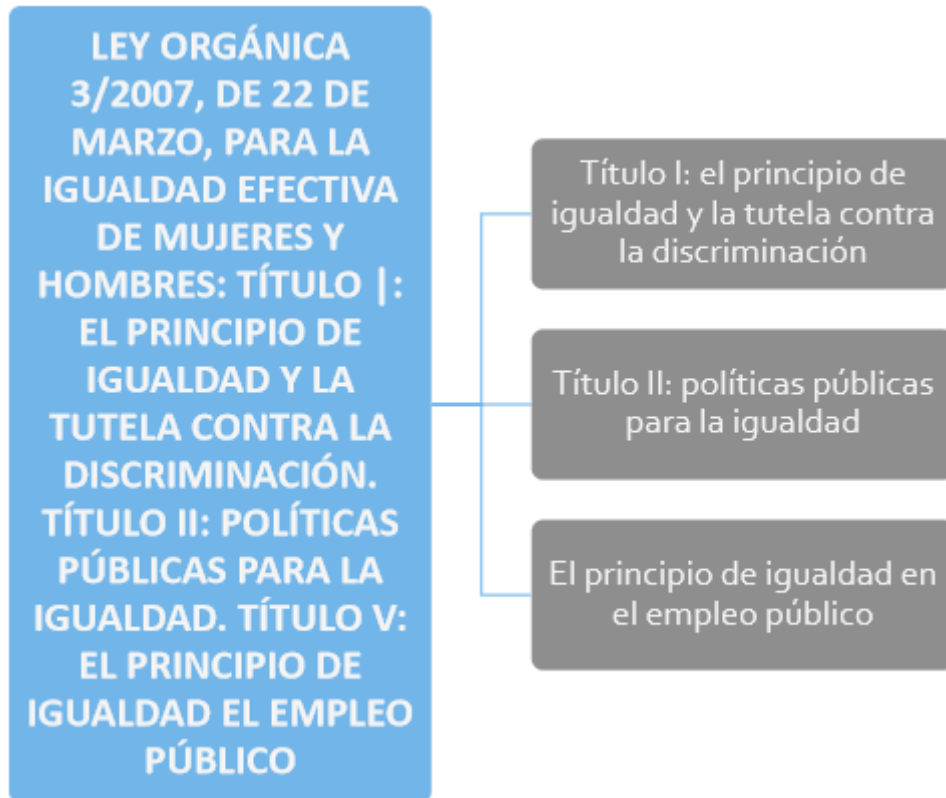 LEY ORGÁNICA
3/2007, DE 22 DE
MARZO, PARA LA
IGUALDAD EFECTIVA
DE MUJERES Y
HOMBRES: TÍTULO |:
EL PRINCIPIO DE
IGUALDAD Y LA
TUTELA CONTRA LA
DISCRIMINACIÓN.
TÍTULO II: POLÍTICAS
PÚBLICAS PARA LA
IGUALDAD. TÍTULO V:
EL PRINCIPIO DE
IGUALDAD EL EMPLEO
PÚBLICO
Título I: el principio de
igualdad y la tutela contra
la discriminación
Título II: políticas públicas
para la igualdad
El principio de igualdad en
el empleo público